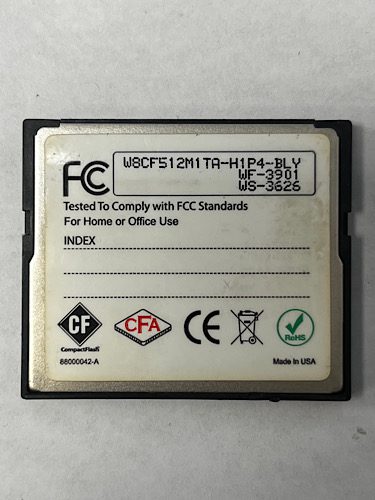 FC
W8CF512M1TA-H1P4-BLY
WF-3901
WS-3626
Tested To Comply with FCC Standards
For Home or Office Use
INDEX
CF
CompactFlash
CFA
CE
RoHS
88000042-A
Made In USA